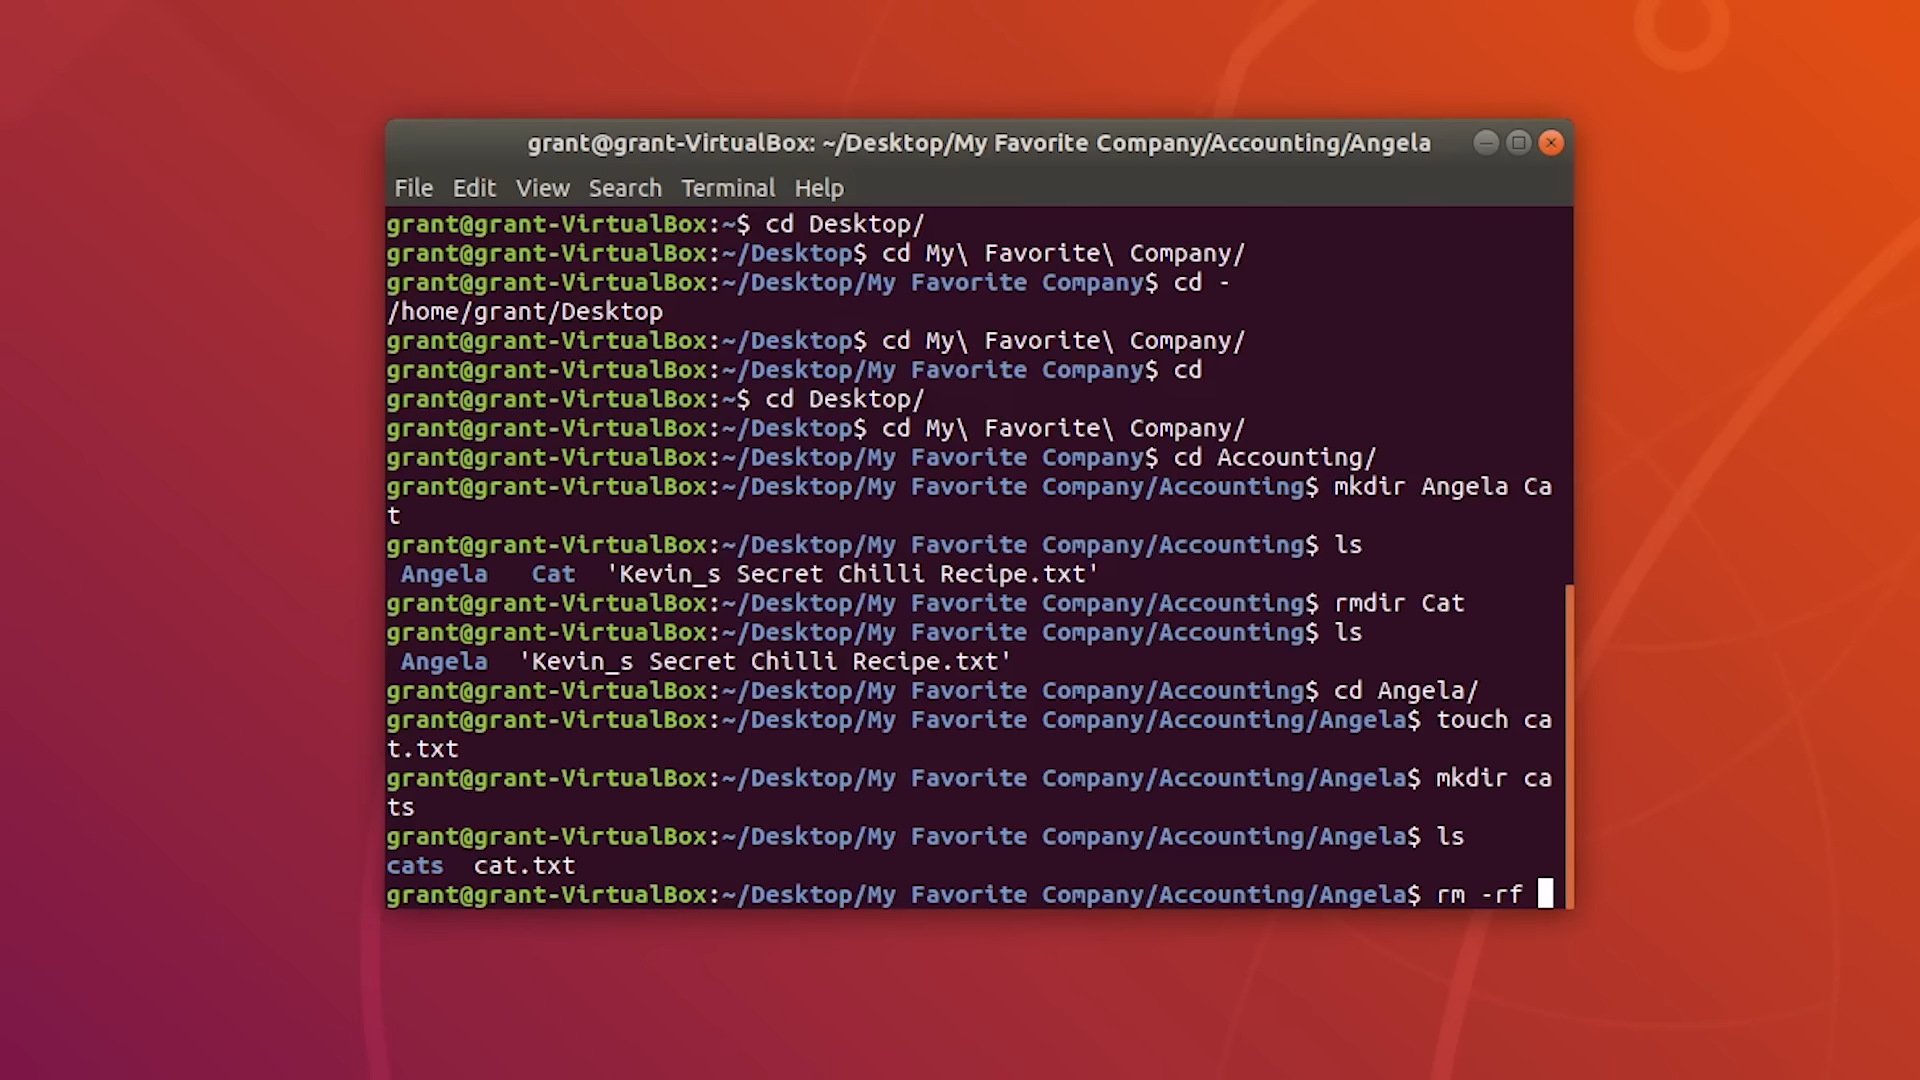 grant@grant-VirtualBox: ~/Desktop/My Favorite Company/Accounting/Angela
File Edit View Search Terminal Help
grant@grant-VirtualBox:~$ cd Desktop/
grant@grant-VirtualBox:~/Desktop$ cd My\ Favorite\ Company/
grant@grant-VirtualBox:~/Desktop/My Favorite Company$ cd -
/home/grant/Desktop
grant@grant-VirtualBox:~/Desktop$ cd My\ Favorite\ Company/
grant@grant-VirtualBox:~/Desktop/My Favorite Company$ cd
grant@grant-VirtualBox:~$ cd Desktop/
grant@grant-VirtualBox:~/Desktop$ cd My\ Favorite\ Company/
grant@grant-VirtualBox:~/Desktop/My Favorite Company$ cd Accounting/
grant@grant-VirtualBox:~/Desktop/My Favorite Company/Accounting$ mkdir Angela Ca
t
grant@grant-VirtualBox:~/Desktop/My Favorite Company/Accounting$ ls
Angela   Cat  'Kevin_s Secret Chilli Recipe.txt'
grant@grant-VirtualBox:~/Desktop/My Favorite Company/Accounting$ rmdir Cat
grant@grant-VirtualBox:~/Desktop/My Favorite Company/Accounting$ ls
Angela  'Kevin_s Secret Chilli Recipe.txt'
grant@grant-VirtualBox:~/Desktop/My Favorite Company/Accounting$ cd Angela/
grant@grant-VirtualBox:~/Desktop/My Favorite Company/Accounting/Angela$ touch ca
t.txt
grant@grant-VirtualBox:~/Desktop/My Favorite Company/Accounting/Angela$ mkdir ca
ts
grant@grant-VirtualBox:~/Desktop/My Favorite Company/Accounting/Angela$ ls
cats  cat.txt
grant@grant-VirtualBox:~/Desktop/My Favorite Company/Accounting/Angela$ rm -rf